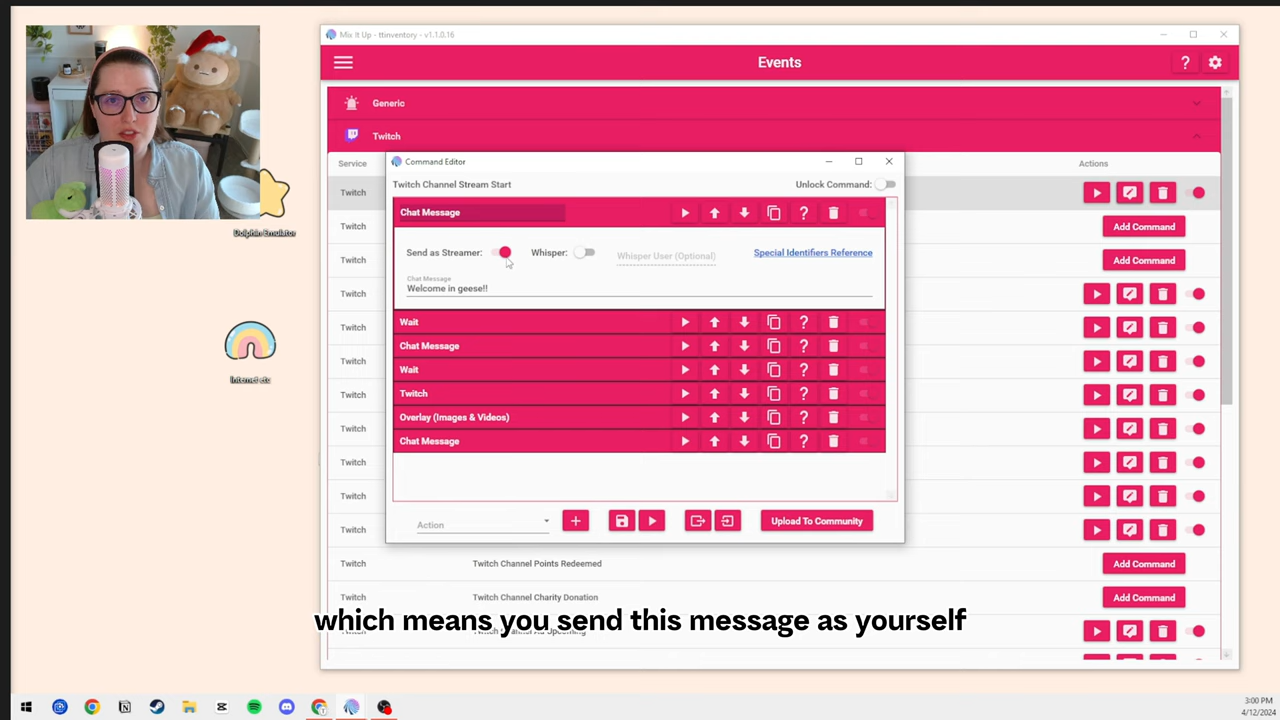 Mix It Up - ttinventory - v1.1.0.16
Events
Generic
Twitch
Service
Actions
Command Editor
Twitch Channel Stream Start
Unlock Command:
Chat Message
Send as Streamer:
Whisper:
Whisper User (Optional)
Special Identifiers Reference
Chat Message
Welcome in geese!!
Wait
Chat Message
Wait
Twitch
Overlay (Images & Videos)
Chat Message
Action
Upload To Community
Twitch
Twitch
Add Command
Twitch
Add Command
Twitch
Twitch
Twitch
Twitch
Twitch
Twitch
Twitch
Twitch
Twitch
Twitch Channel Points Redeemed
Add Command
Twitch
Twitch Channel Charity Donation
Add Command
Twitch
which means you send this message as yourself
Dolphin Emulator
Internet etc
3:00 PM
4/12/2024